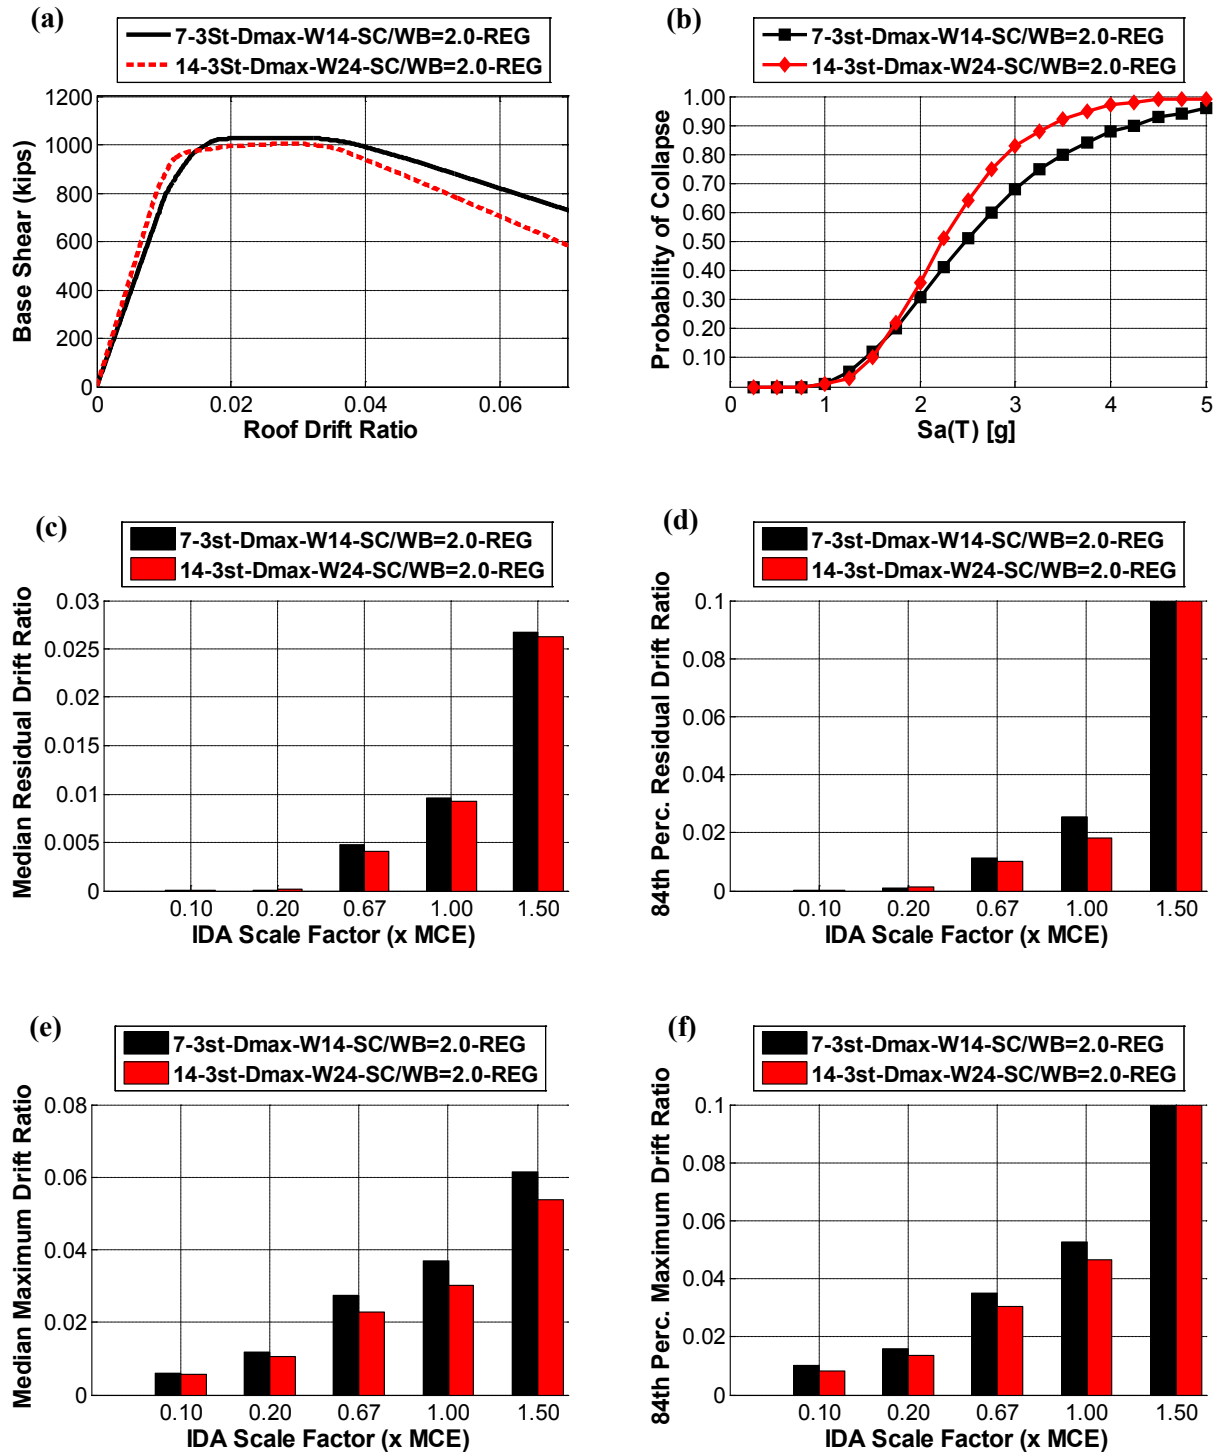 (a)
7-3St-Dmax-W14-SC/WB=2.0-REG
14-3St-Dmax-W24-SC/WB=2.0-REG
Base Shear (kips)
1200
1000
800
600
400
200
0
0 0.02 0.04 0.06
Roof Drift Ratio
(b)
7-3st-Dmax-W14-SC/WB=2.0-REG
14-3st-Dmax-W24-SC/WB=2.0-REG
Probability of Collapse
1.00
0.90
0.80
0.70
0.60
0.50
0.40
0.30
0.20
0.10
0 1 2 3 4 5
Sa(T) [g]
(c)
7-3st-Dmax-W14-SC/WB=2.0-REG
14-3st-Dmax-W24-SC/WB=2.0-REG
Median Residual Drift Ratio
0.03
0.025
0.02
0.015
0.01
0.005
0
0.10 0.20 0.67 1.00 1.50
IDA Scale Factor (x MCE)
(d)
7-3st-Dmax-W14-SC/WB=2.0-REG
14-3st-Dmax-W24-SC/WB=2.0-REG
84th Perc. Residual Drift Ratio
0.1
0.08
0.06
0.04
0.02
0
0.10 0.20 0.67 1.00 1.50
IDA Scale Factor (x MCE)
(e)
7-3st-Dmax-W14-SC/WB=2.0-REG
14-3st-Dmax-W24-SC/WB=2.0-REG
Median Maximum Drift Ratio
0.08
0.06
0.04
0.02
0
0.10 0.20 0.67 1.00 1.50
IDA Scale Factor (x MCE)
(f)
7-3st-Dmax-W14-SC/WB=2.0-REG
14-3st-Dmax-W24-SC/WB=2.0-REG
84th Perc. Maximum Drift Ratio
0.1
0.08
0.06
0.04
0.02
0
0.10 0.20 0.67 1.00 1.50
IDA Scale Factor (x MCE)